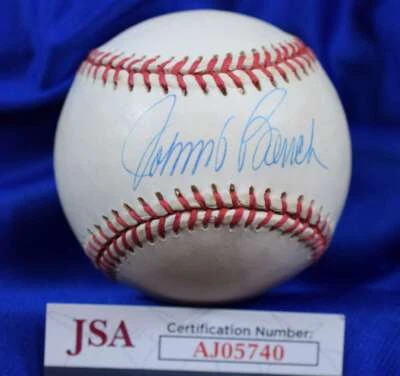 Johnny Bench
JSA Certification Number:
AJ05740